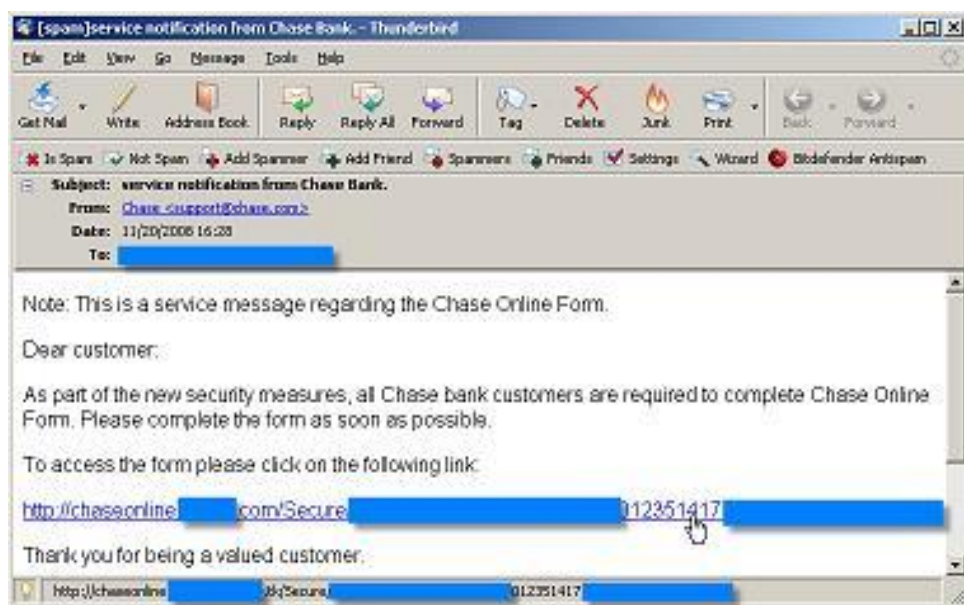 [spam]service notification from Chase Bank. - Thunderbird
File Edit View Go Message Tools Help
Get Mail Write Address Book Reply Reply All Forward Tag Delete Junk Print Back Forward
Is Spam Not Spam Add Spammer Add Friend Spammers Friends Settings Wizard Bitdefender Antispam
Subject: service notification from Chase Bank.
From: Chase <support@chase.com>
Date: 11/20/2008 16:28
To:
Note: This is a service message regarding the Chase Online Form.
Dear customer:
As part of the new security measures, all Chase bank customers are required to complete Chase Online
Form. Please complete the form as soon as possible.
To access the form please click on the following link:
http://chaseonline .com/Secure 012351417
Thank you for being a valued customer.
http://chaseonline .tk/Secure 012351417